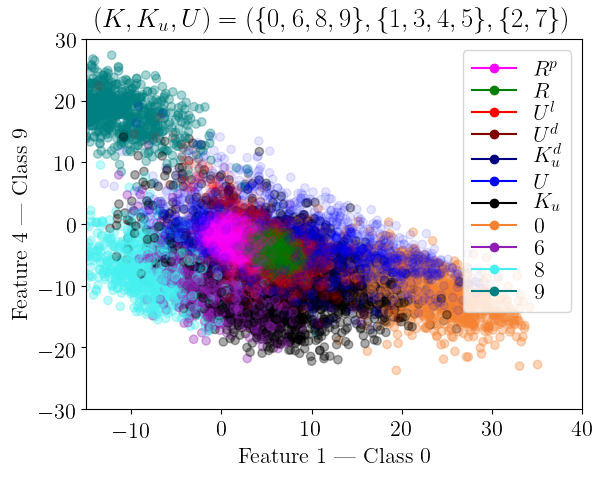 (K, K_u, U) = ({0, 6, 8, 9}, {1, 3, 4, 5}, {2, 7})
30
20
10
0
−10
−20
−30
Feature 4 — Class 9
R^p
R
U^l
U^d
K_u^d
U
K_u
0
6
8
9
−10
0
10
20
30
40
Feature 1 — Class 0